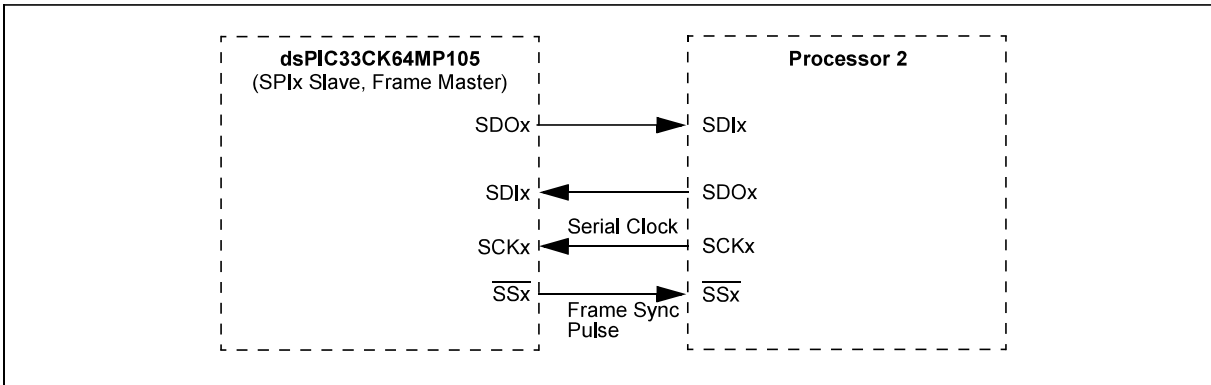 dsPIC33CK64MP105
(SPIx Slave, Frame Master)
Processor 2
SDOx
SDIx
SDIx
SDOx
Serial Clock
SCKx
SCKx
SSx
SSx
Frame Sync
Pulse